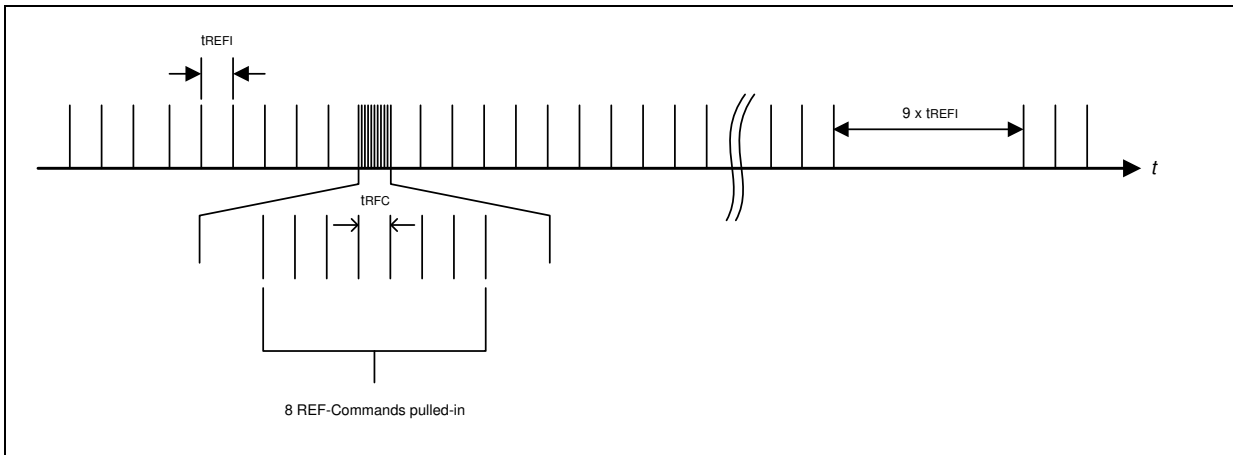 tREFI
9 x tREFI
t
tRFC
8 REF-Commands pulled-in